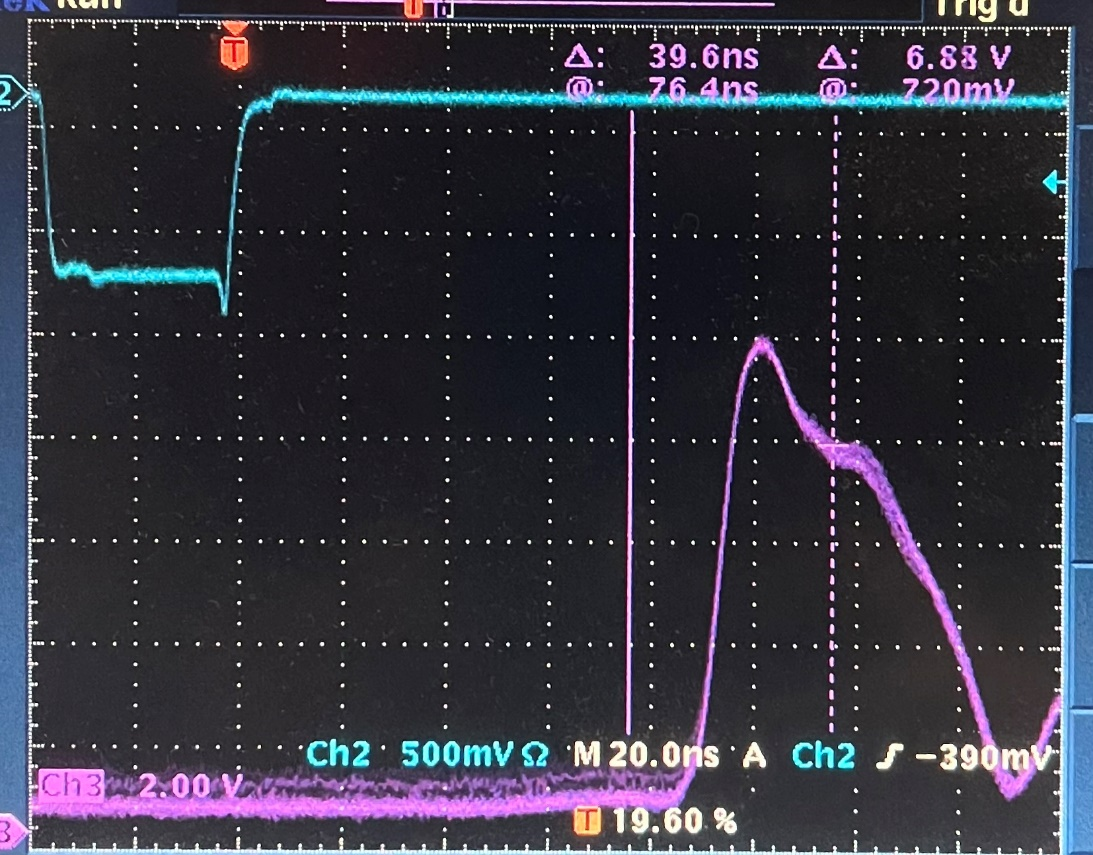 Trig'd
T
Δ: 39.6ns Δ: 6.88 V
@: 76.4ns @: 720mV
2
Ch2 500mVΩ M 20.0ns A Ch2 ƒ -390mV
Ch3 2.00 V
T 19.60 %
3